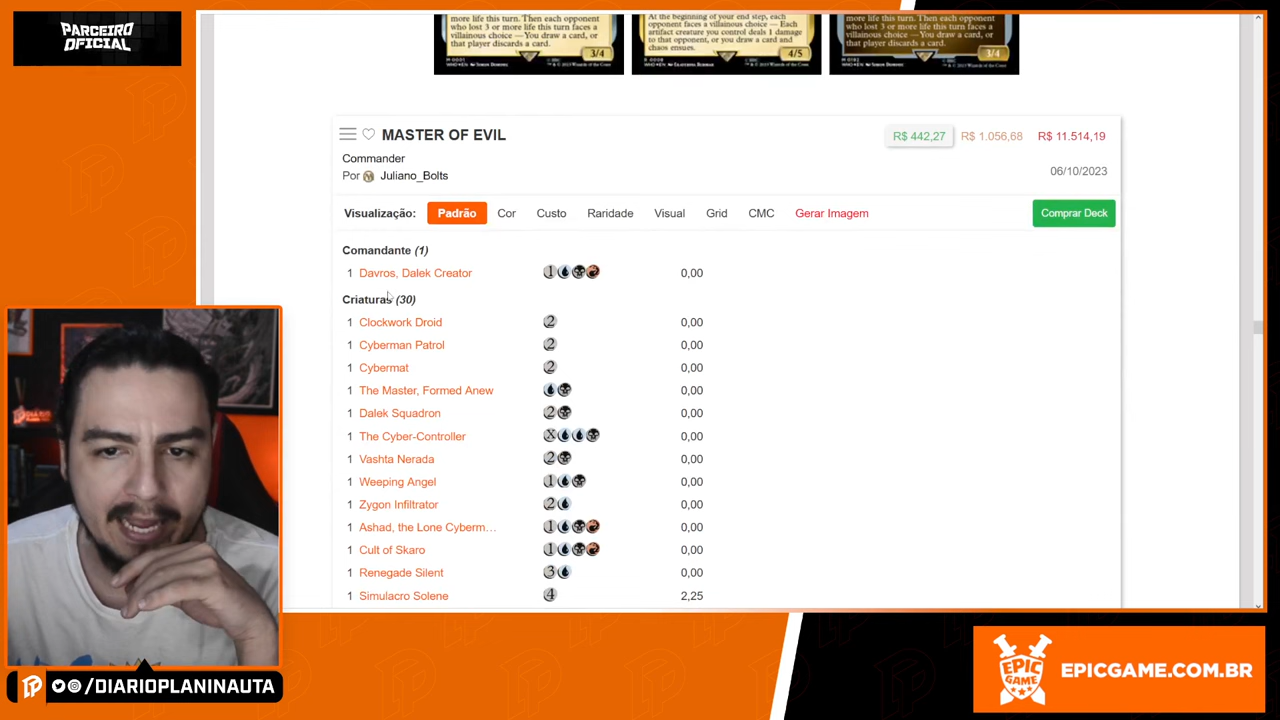 PARCEIRO
OFICIAL
more life this turn. Then each opponent
who lost 3 or more life this turn faces a
villainous choice — You draw a card, or
that player discards a card.
3/4
At the beginning of your end step, each
opponent faces a villainous choice — Each
artifact creature you control deals 1 damage
to that opponent, or you draw a card and
chaos ensues.
4/5
more life this turn. Then each opponent
who lost 3 or more life this turn faces a
villainous choice — You draw a card, or
that player discards a card.
3/4
MASTER OF EVIL
R$ 442,27 R$ 1.056,68 R$ 11.514,19
Commander
Por Juliano_Bolts
06/10/2023
Visualização: Padrão Cor Custo Raridade Visual Grid CMC Gerar Imagem Comprar Deck
Comandante (1)
1 Davros, Dalek Creator 1 0,00
Criaturas (30)
1 Clockwork Droid 2 0,00
1 Cyberman Patrol 2 0,00
1 Cybermat 2 0,00
1 The Master, Formed Anew 0,00
1 Dalek Squadron 2 0,00
1 The Cyber-Controller X 0,00
1 Vashta Nerada 2 0,00
1 Weeping Angel 1 0,00
1 Zygon Infiltrator 2 0,00
1 Ashad, the Lone Cyberm... 1 0,00
1 Cult of Skaro 1 0,00
1 Renegade Silent 3 0,00
1 Simulacro Solene 4 2,25
/DIARIOPLANINAUTA
EPIC
GAME
EPICGAME.COM.BR